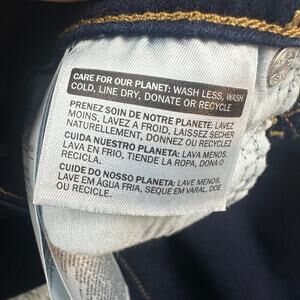 CARE FOR OUR PLANET: WASH LESS, WASH
COLD, LINE DRY, DONATE OR RECYCLE
PRENEZ SOIN DE NOTRE PLANETE: LAVEZ
MOINS, LAVEZ A FROID, LAISSEZ SECHER
NATURELLEMENT, DONNEZ OU RECYCLEZ
CUIDA NUESTRO PLANETA: LAVA MENOS,
LAVA EN FRIO, TIENDE LA ROPA, DONA O
RECICLA.
CUIDE DO NOSSO PLANETA: LAVE MENOS,
LAVE EM ÁGUA FRIA, SEQUE EM VARAL, DOE
OU RECICLE